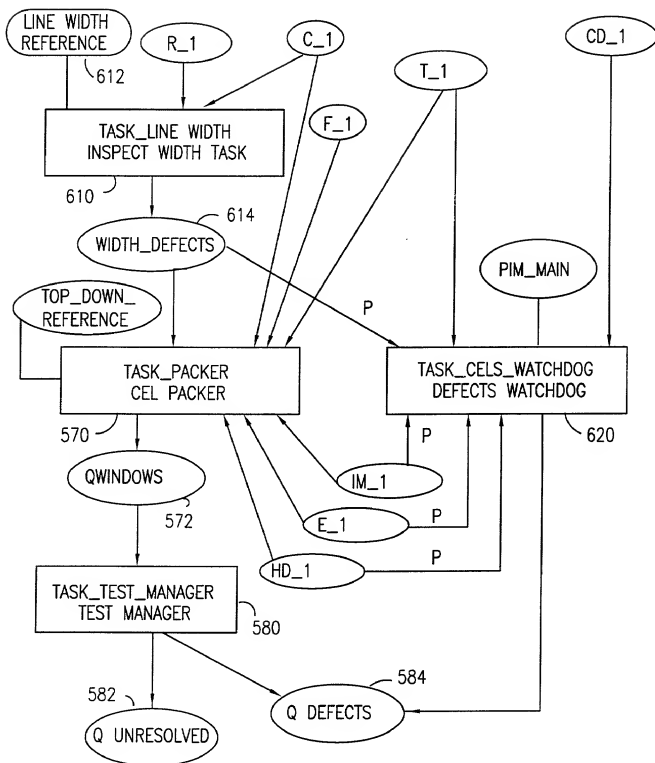 LINE WIDTH
REFERENCE
612
R_1
C_1
T_1
CD_1
F_1
TASK_LINE WIDTH
INSPECT WIDTH TASK
610
614
WIDTH_DEFECTS
P
PIM_MAIN
TOP_DOWN_
REFERENCE
TASK_PACKER
CEL PACKER
570
TASK_CELS_WATCHDOG
DEFECTS WATCHDOG
620
P
IM_1
QWINDOWS
572
E_1
P
HD_1
P
TASK_TEST_MANAGER
TEST MANAGER
580
582
584
Q UNRESOLVED
Q DEFECTS